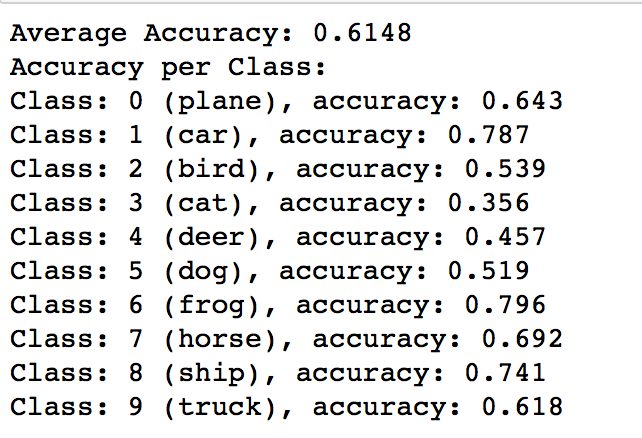 Average Accuracy: 0.6148
Accuracy per Class:
Class: 0 (plane), accuracy: 0.643
Class: 1 (car), accuracy: 0.787
Class: 2 (bird), accuracy: 0.539
Class: 3 (cat), accuracy: 0.356
Class: 4 (deer), accuracy: 0.457
Class: 5 (dog), accuracy: 0.519
Class: 6 (frog), accuracy: 0.796
Class: 7 (horse), accuracy: 0.692
Class: 8 (ship), accuracy: 0.741
Class: 9 (truck), accuracy: 0.618